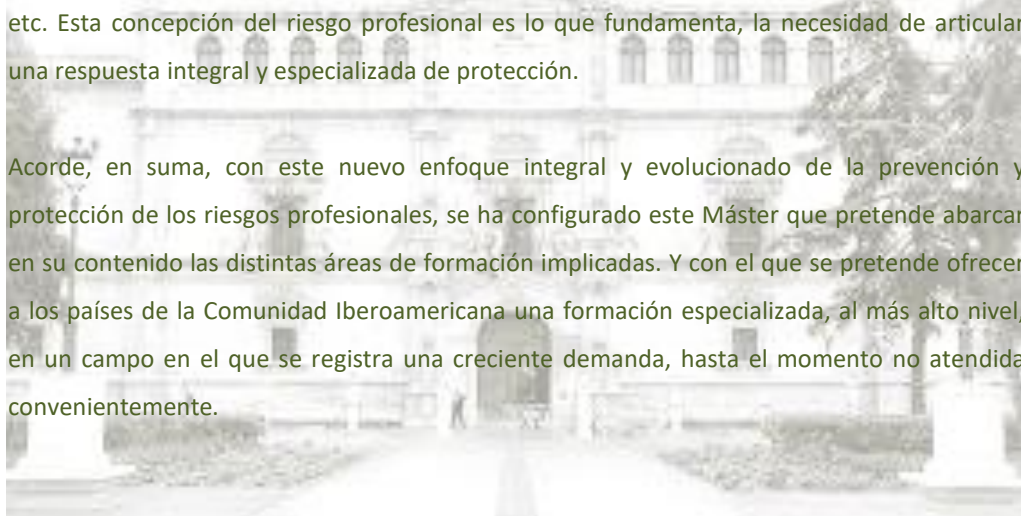 etc. Esta concepción del riesgo profesional es lo que fundamenta, la necesidad de articular
una respuesta integral y especializada de protección.
Acorde, en suma, con este nuevo enfoque integral y evolucionado de la prevención y
protección de los riesgos profesionales, se ha configurado este Máster que pretende abarcar
en su contenido las distintas áreas de formación implicadas. Y con el que se pretende ofrecer
a los países de la Comunidad Iberoamericana una formación especializada, al más alto nivel,
en un campo en el que se registra una creciente demanda, hasta el momento no atendida
convenientemente.